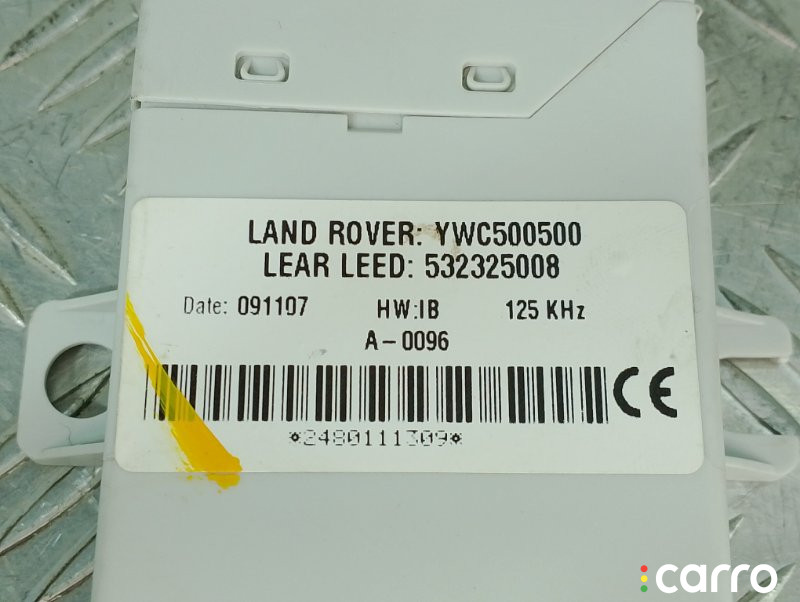 LAND ROVER: YWC500500
LEAR LEED: 532325008
Date: 091107 HW:IB 125 KHz
A-0096
CE
*2480111309*
carro